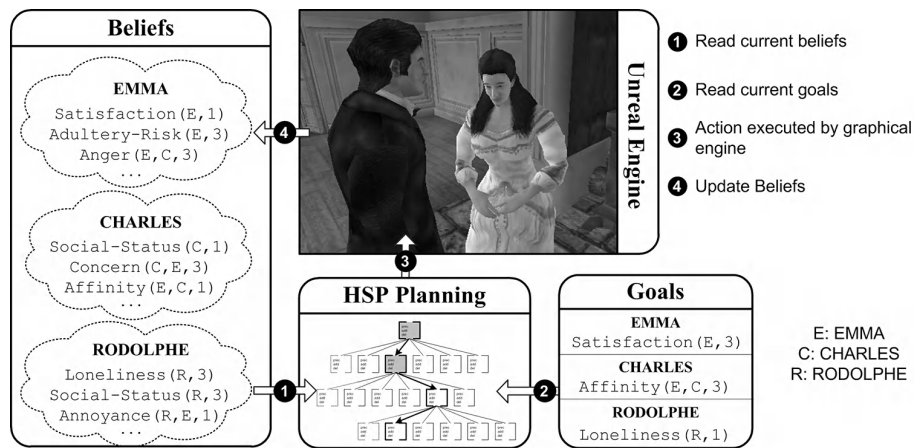 Beliefs
EMMA
Satisfaction(E,1)
Adultery-Risk(E,3)
Anger(E,C,3)
...
CHARLES
Social-Status(C,1)
Concern(C,E,3)
Affinity(E,C,1)
...
RODOLPHE
Loneliness(R,3)
Social-Status(R,3)
Annoyance(R,E,1)
...
4
Unreal Engine
1 Read current beliefs
2 Read current goals
3 Action executed by graphical
engine
4 Update Beliefs
3
HSP Planning
1
2
Goals
EMMA
Satisfaction(E,3)
CHARLES
Affinity(E,C,3)
RODOLPHE
Loneliness(R,1)
E: EMMA
C: CHARLES
R: RODOLPHE